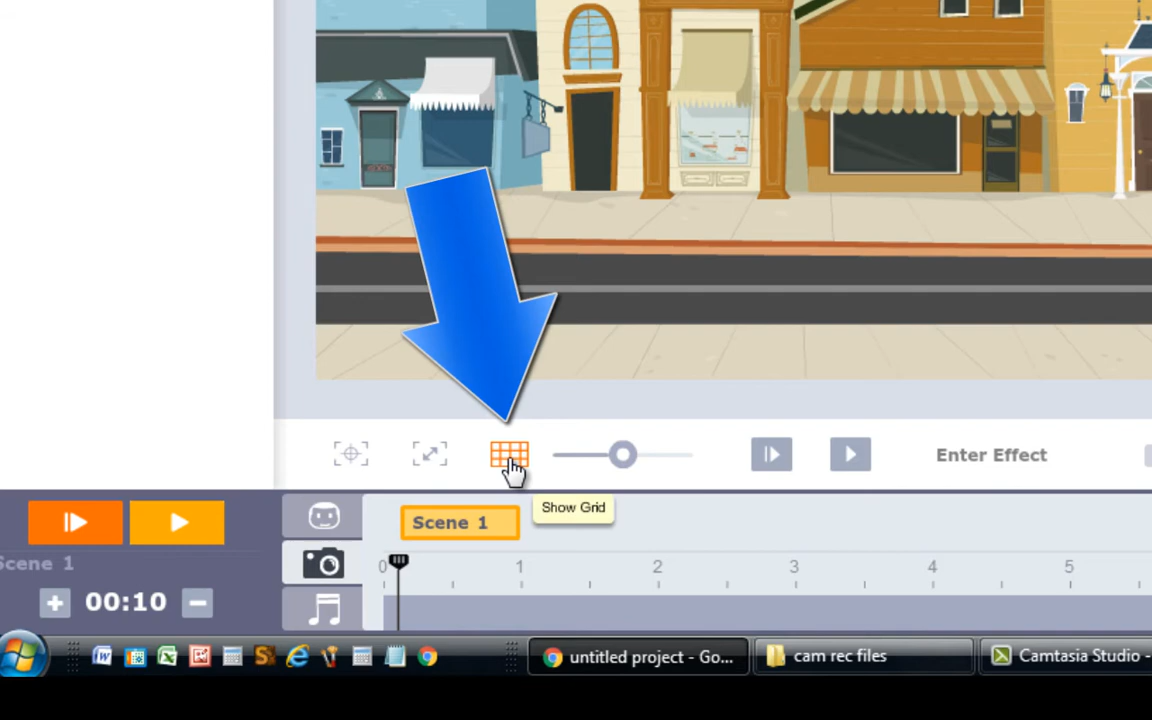 Enter Effect
Show Grid
Scene 1
Scene 1
0 1 2 3 4 5
00:10
untitled project - Go...
cam rec files
Camtasia Studio -